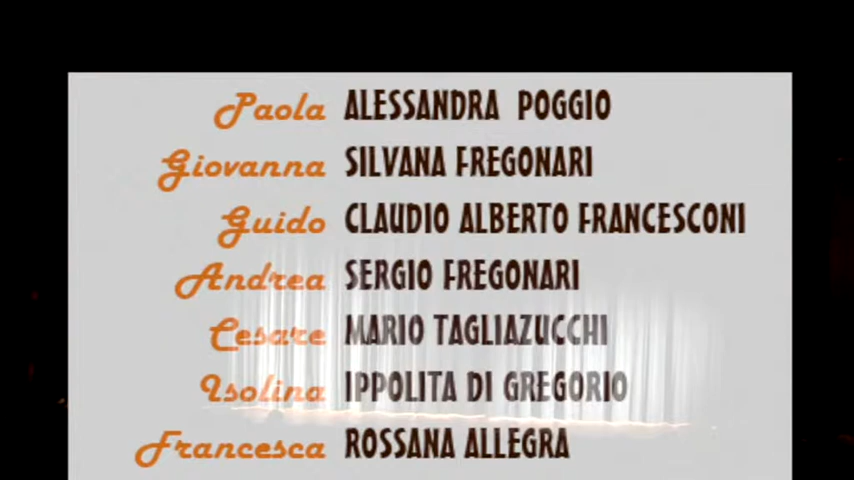 Paola ALESSANDRA POGGIO
Giovanna SILVANA FREGONARI
Guido CLAUDIO ALBERTO FRANCESCONI
Andrea SERGIO FREGONARI
Cesare MARIO TAGLIAZUCCHI
Isolina IPPOLITA DI GREGORIO
Francesca ROSSANA ALLEGRA